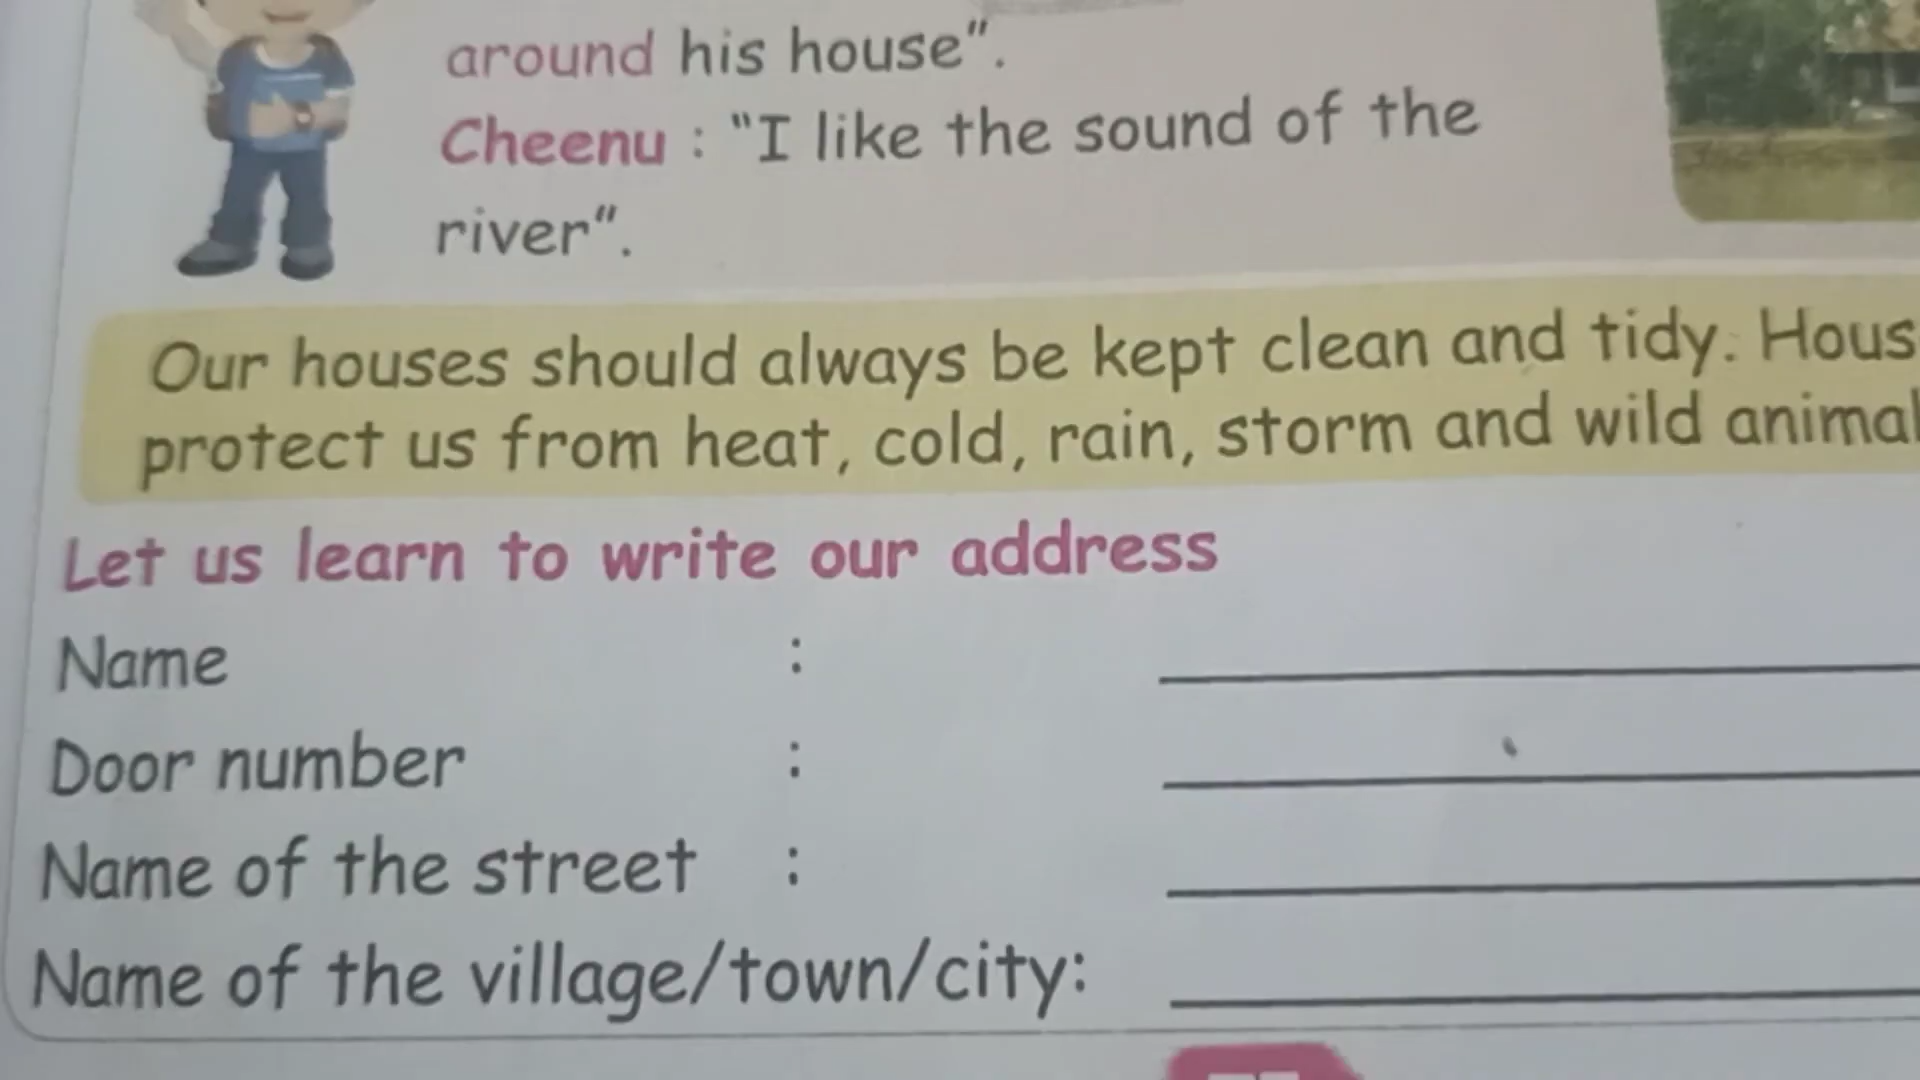 around his house".
Cheenu : "I like the sound of the
river".
Our houses should always be kept clean and tidy. Hous
protect us from heat, cold, rain, storm and wild animal
Let us learn to write our address
Name :
Door number :
Name of the street :
Name of the village/town/city: